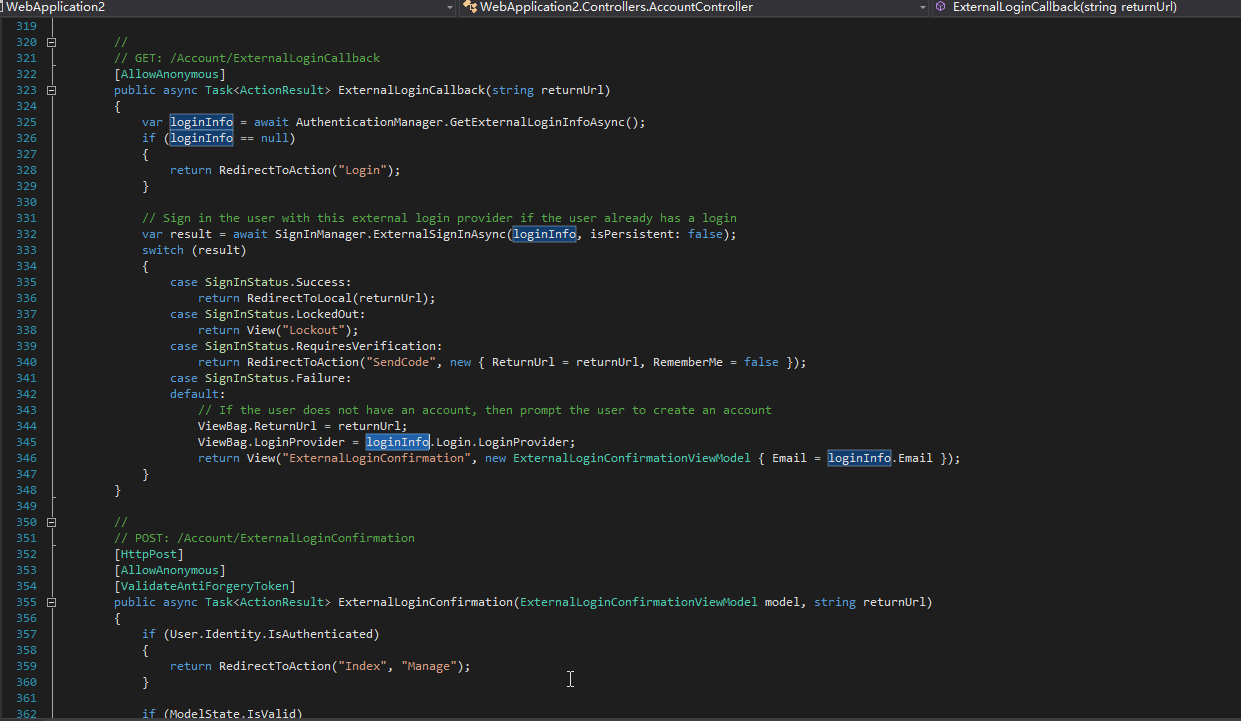 WebApplication2 WebApplication2.Controllers.AccountController ExternalLoginCallback(string returnUrl)
319
320 //
321 // GET: /Account/ExternalLoginCallback
322 [AllowAnonymous]
323 public async Task<ActionResult> ExternalLoginCallback(string returnUrl)
324 {
325 var loginInfo = await AuthenticationManager.GetExternalLoginInfoAsync();
326 if (loginInfo == null)
327 {
328 return RedirectToAction("Login");
329 }
330
331 // Sign in the user with this external login provider if the user already has a login
332 var result = await SignInManager.ExternalSignInAsync(loginInfo, isPersistent: false);
333 switch (result)
334 {
335 case SignInStatus.Success:
336 return RedirectToLocal(returnUrl);
337 case SignInStatus.LockedOut:
338 return View("Lockout");
339 case SignInStatus.RequiresVerification:
340 return RedirectToAction("SendCode", new { ReturnUrl = returnUrl, RememberMe = false });
341 case SignInStatus.Failure:
342 default:
343 // If the user does not have an account, then prompt the user to create an account
344 ViewBag.ReturnUrl = returnUrl;
345 ViewBag.LoginProvider = loginInfo.Login.LoginProvider;
346 return View("ExternalLoginConfirmation", new ExternalLoginConfirmationViewModel { Email = loginInfo.Email });
347 }
348 }
349
350 //
351 // POST: /Account/ExternalLoginConfirmation
352 [HttpPost]
353 [AllowAnonymous]
354 [ValidateAntiForgeryToken]
355 public async Task<ActionResult> ExternalLoginConfirmation(ExternalLoginConfirmationViewModel model, string returnUrl)
356 {
357 if (User.Identity.IsAuthenticated)
358 {
359 return RedirectToAction("Index", "Manage");
360 }
361
362 if (ModelState.IsValid)